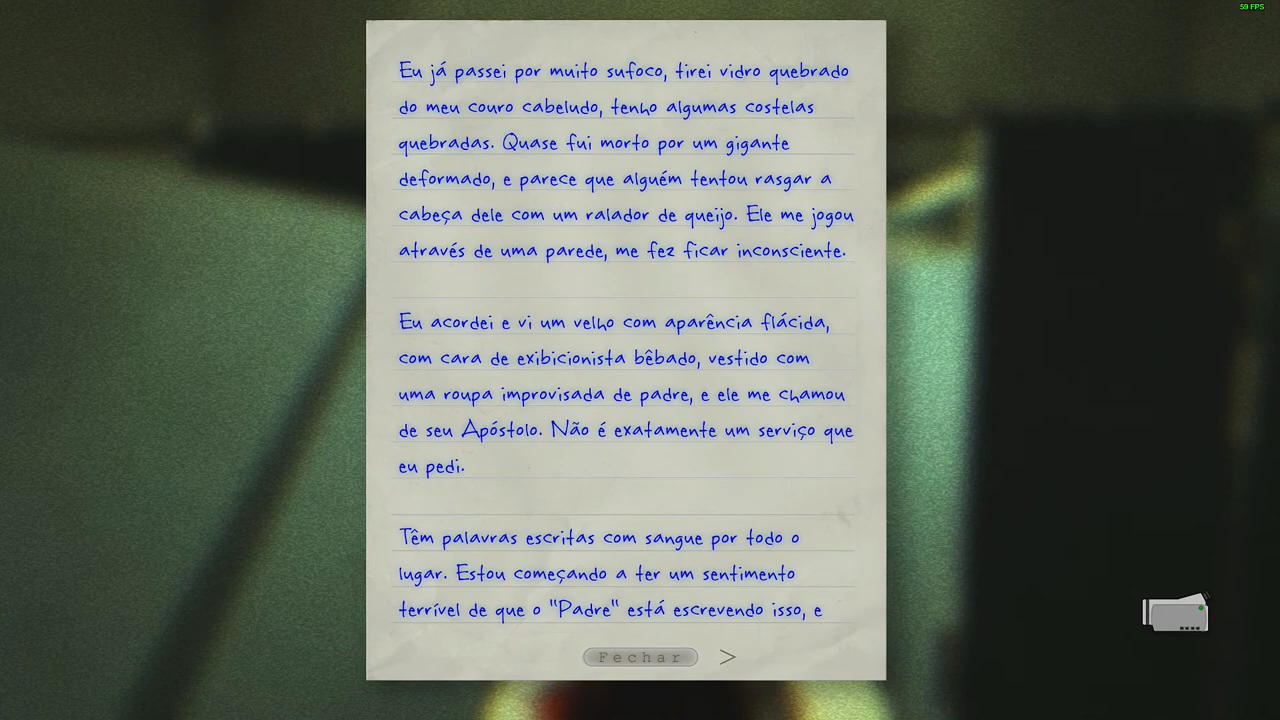 59 FPS
Eu já passei por muito sufoco, tirei vidro quebrado
do meu couro cabeludo, tenho algumas costelas
quebradas. Quase fui morto por um gigante
deformado, e parece que alguém tentou rasgar a
cabeça dele com um ralador de queijo. Ele me jogou
através de uma parede, me fez ficar inconsciente.
Eu acordei e vi um velho com aparência flácida,
com cara de exibicionista bêbado, vestido com
uma roupa improvisada de padre, e ele me chamou
de seu Apóstolo. Não é exatamente um serviço que
eu pedi.
Têm palavras escritas com sangue por todo o
lugar. Estou começando a ter um sentimento
terrível de que o "Padre" está escrevendo isso, e
Fechar >